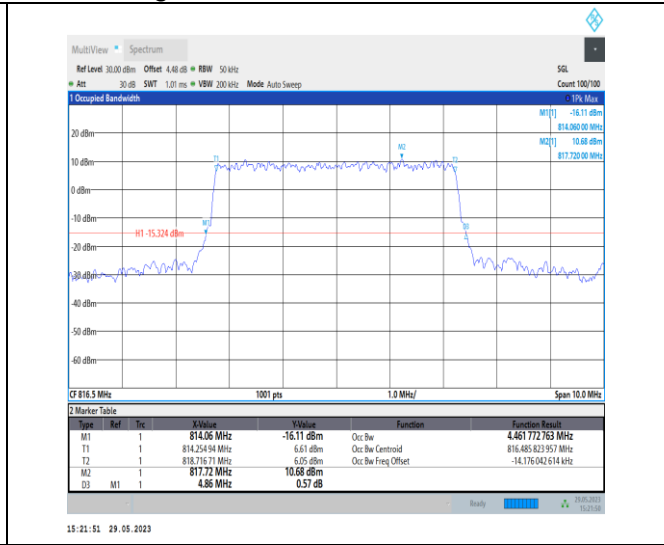 MultiView Spectrum
Ref Level 30.00 dBm Offset 4.48 dB RBW 50 kHz SGL
Att 30 dB SWT 1.01 ms VBW 200 kHz Mode Auto Sweep Count 100/100
1 Occupied Bandwidth 1Pk Max
M1[1] -16.11 dBm
814.060 00 MHz
M2[1] 10.68 dBm
817.720 00 MHz
20 dBm
M2
T1 T2
10 dBm
0 dBm
-10 dBm
M1 D3
H1 -15.324 dBm
-20 dBm
-30 dBm
-40 dBm
-50 dBm
-60 dBm
CF 816.5 MHz 1001 pts 1.0 MHz/ Span 10.0 MHz
2 Marker Table
Type Ref Trc X-Value Y-Value Function Function Result
M1 1 814.06 MHz -16.11 dBm Occ Bw 4.461 772 763 MHz
T1 1 814.254 94 MHz 6.61 dBm Occ Bw Centroid 816.485 823 957 MHz
T2 1 818.716 71 MHz 6.05 dBm Occ Bw Freq Offset -14.176 042 614 kHz
M2 1 817.72 MHz 10.68 dBm
D3 M1 1 4.86 MHz 0.57 dB
Ready 29.05.2023
15:21:50
15:21:51 29.05.2023